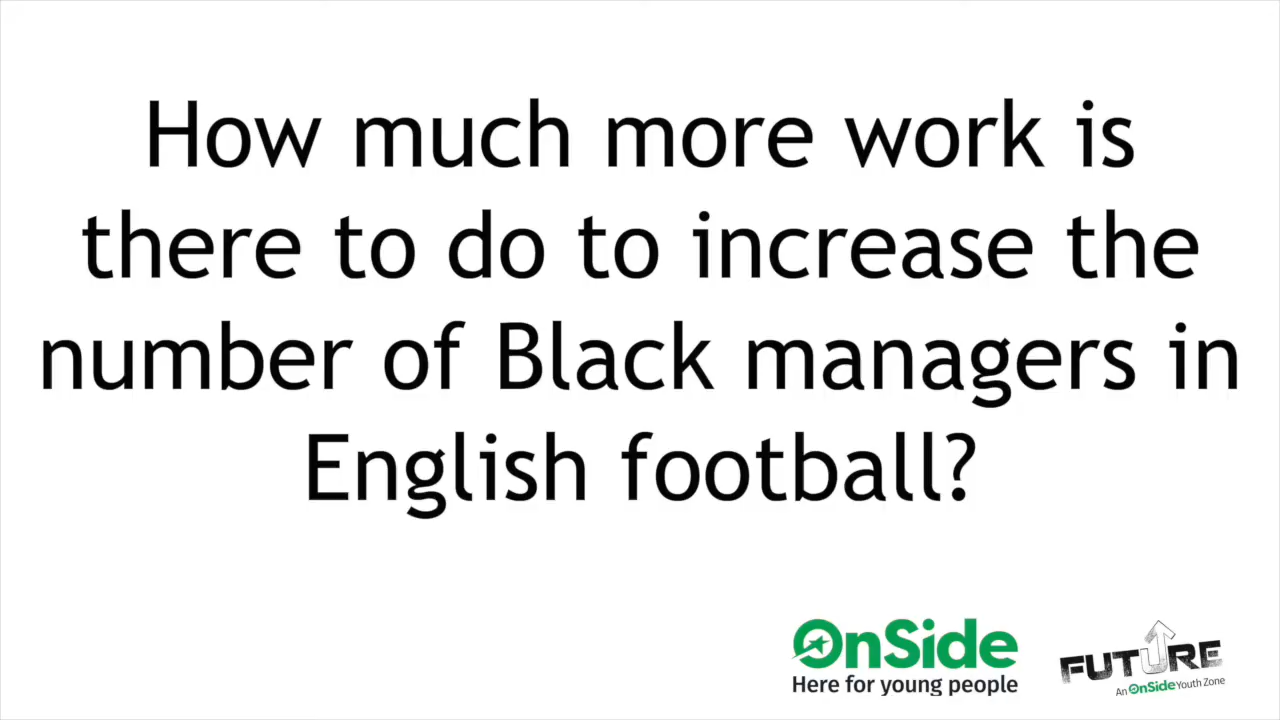 How much more work is
there to do to increase the
number of Black managers in
English football?
OnSide
Here for young people
FUTURE
An OnSide Youth Zone